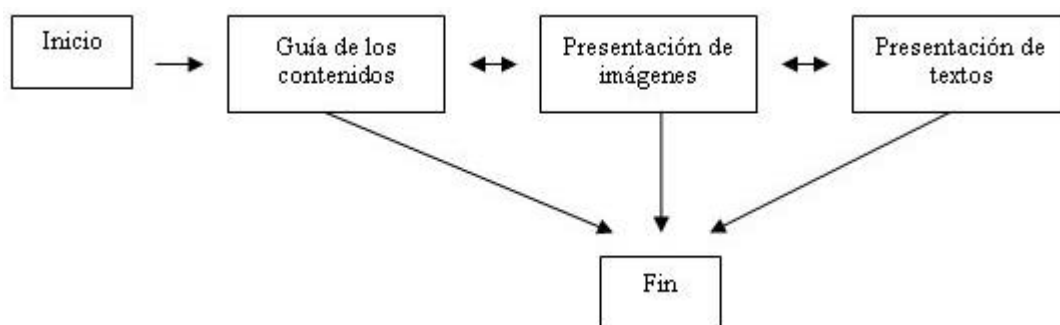 Inicio
Guía de los
contenidos
Presentación de
imágenes
Presentación de
textos
Fin